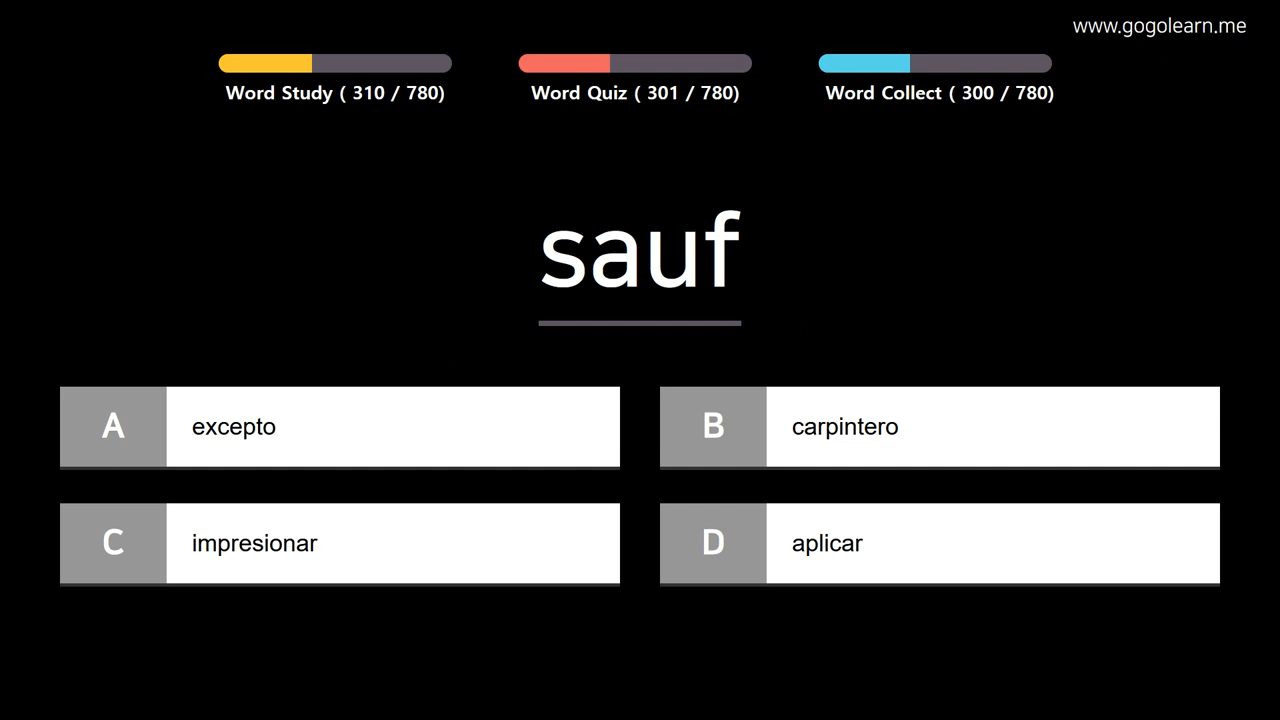 www.gogolearn.me
Word Study ( 310 / 780)
Word Quiz ( 301 / 780)
Word Collect ( 300 / 780)
sauf
A excepto
B carpintero
C impresionar
D aplicar